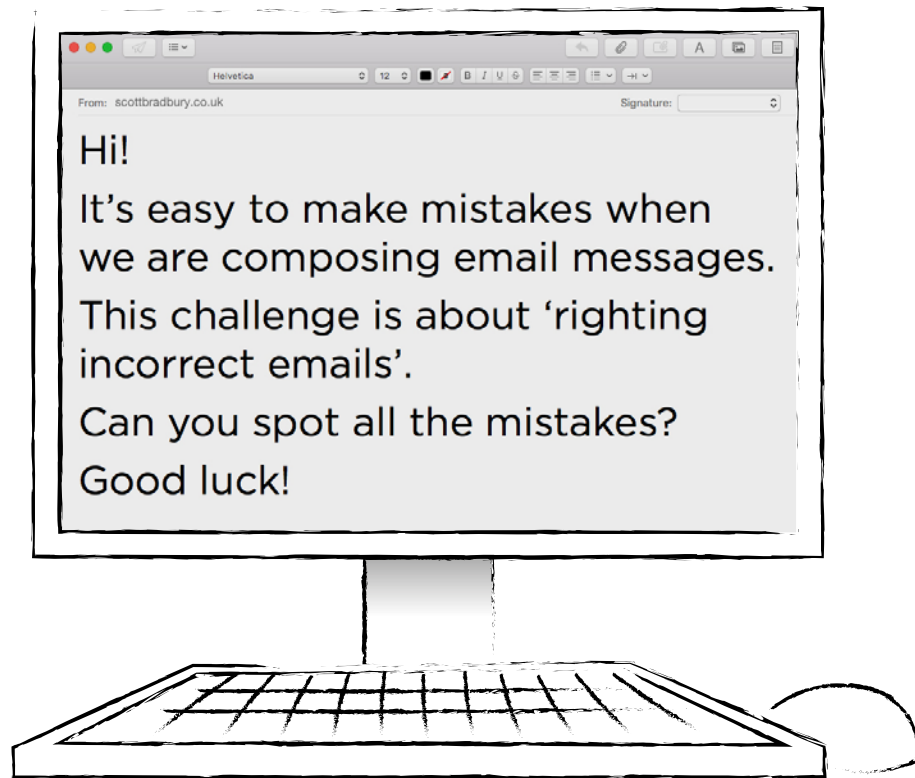 Helvetica 12 B I U S
From: scottbradbury.co.uk Signature:
Hi!
It’s easy to make mistakes when
we are composing email messages.
This challenge is about ‘righting
incorrect emails’.
Can you spot all the mistakes?
Good luck!